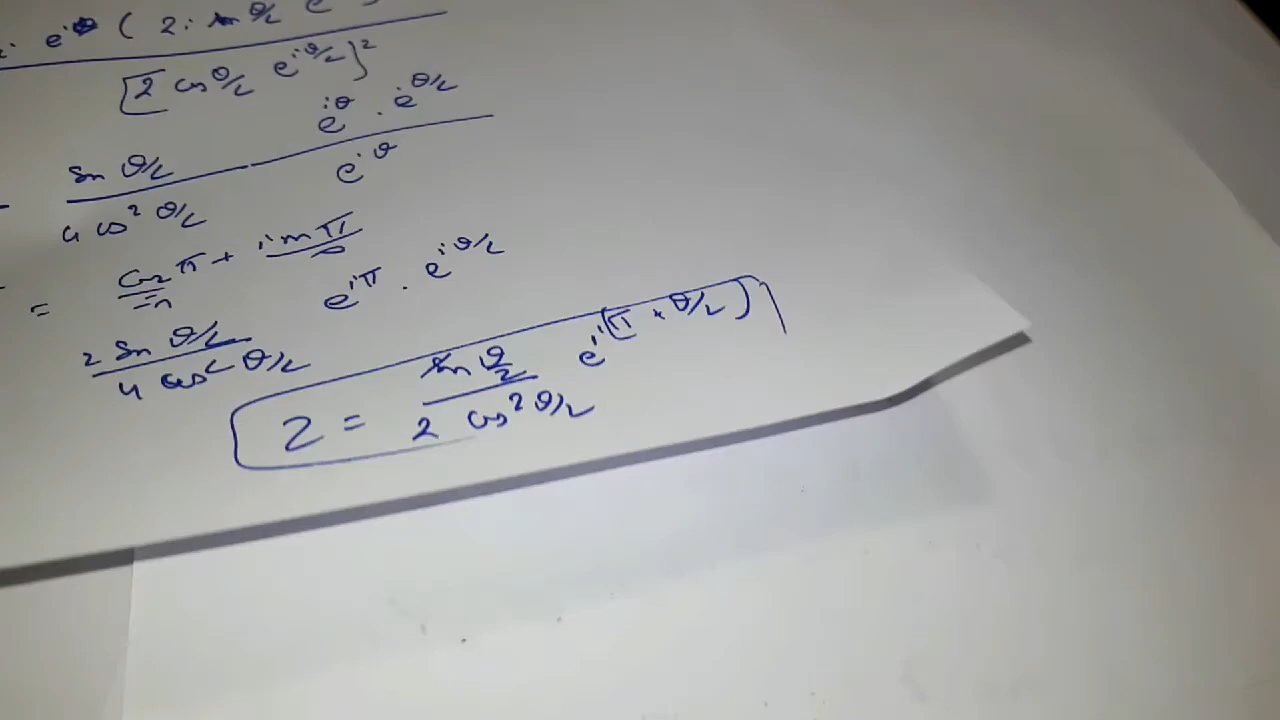 e^{iθ} ( 2i sin θ/2 e
[2 cos θ/2 e^{iθ/2}]^2
e^{iθ} . e^{iθ/2}
sin θ/2
4 cos^2 θ/2
e^{iθ}
cos π + i sin π
= e^{iπ} . e^{iθ/2}
2 sin θ/2
4 cos^2 θ/2
Z = sin θ/2 e^{i(π + θ/2)}
2 cos^2 θ/2